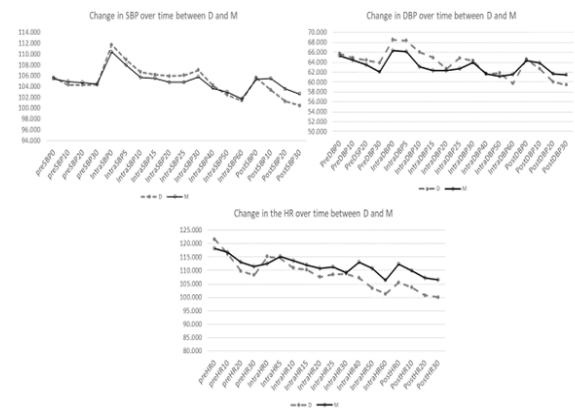 Change in SBP over time between D and M
114.000
112.000
110.000
108.000
106.000
104.000
102.000
100.000
98.000
96.000
94.000
preSBP0
preSBP10
preSBP20
preSBP30
IntraSBP0
IntraSBP5
IntraSBP10
IntraSBP15
IntraSBP20
IntraSBP25
IntraSBP30
IntraSBP40
IntraSBP50
IntraSBP60
PostSBP0
PostSBP10
PostSBP20
PostSBP30
D M
Change in DBP over time between D and M
70.000
68.000
66.000
64.000
62.000
60.000
58.000
56.000
54.000
52.000
50.000
PreDBP0
PreDBP10
PreDSP20
PreDBP30
IntraDBP0
IntraDBP5
IntraDBP10
IntraDBP15
IntraDBP20
IntraDBP25
IntraDBP30
IntraDBP40
IntraDBP50
IntraDBP60
PostDBP0
PostDBP10
PostDBP20
PostDBP30
D M
Change in the HR over time between D and M
125.000
120.000
115.000
110.000
105.000
100.000
95.000
90.000
85.000
80.000
preHR0
preHR10
preHR20
preHR30
IntraHR0
IntraHR5
IntraHR10
IntraHR15
IntraHR20
IntraHR25
IntraHR30
IntraHR40
IntraHR50
IntraHR60
PostHR0
PostHR10
PostHR20
PostHR30
D M